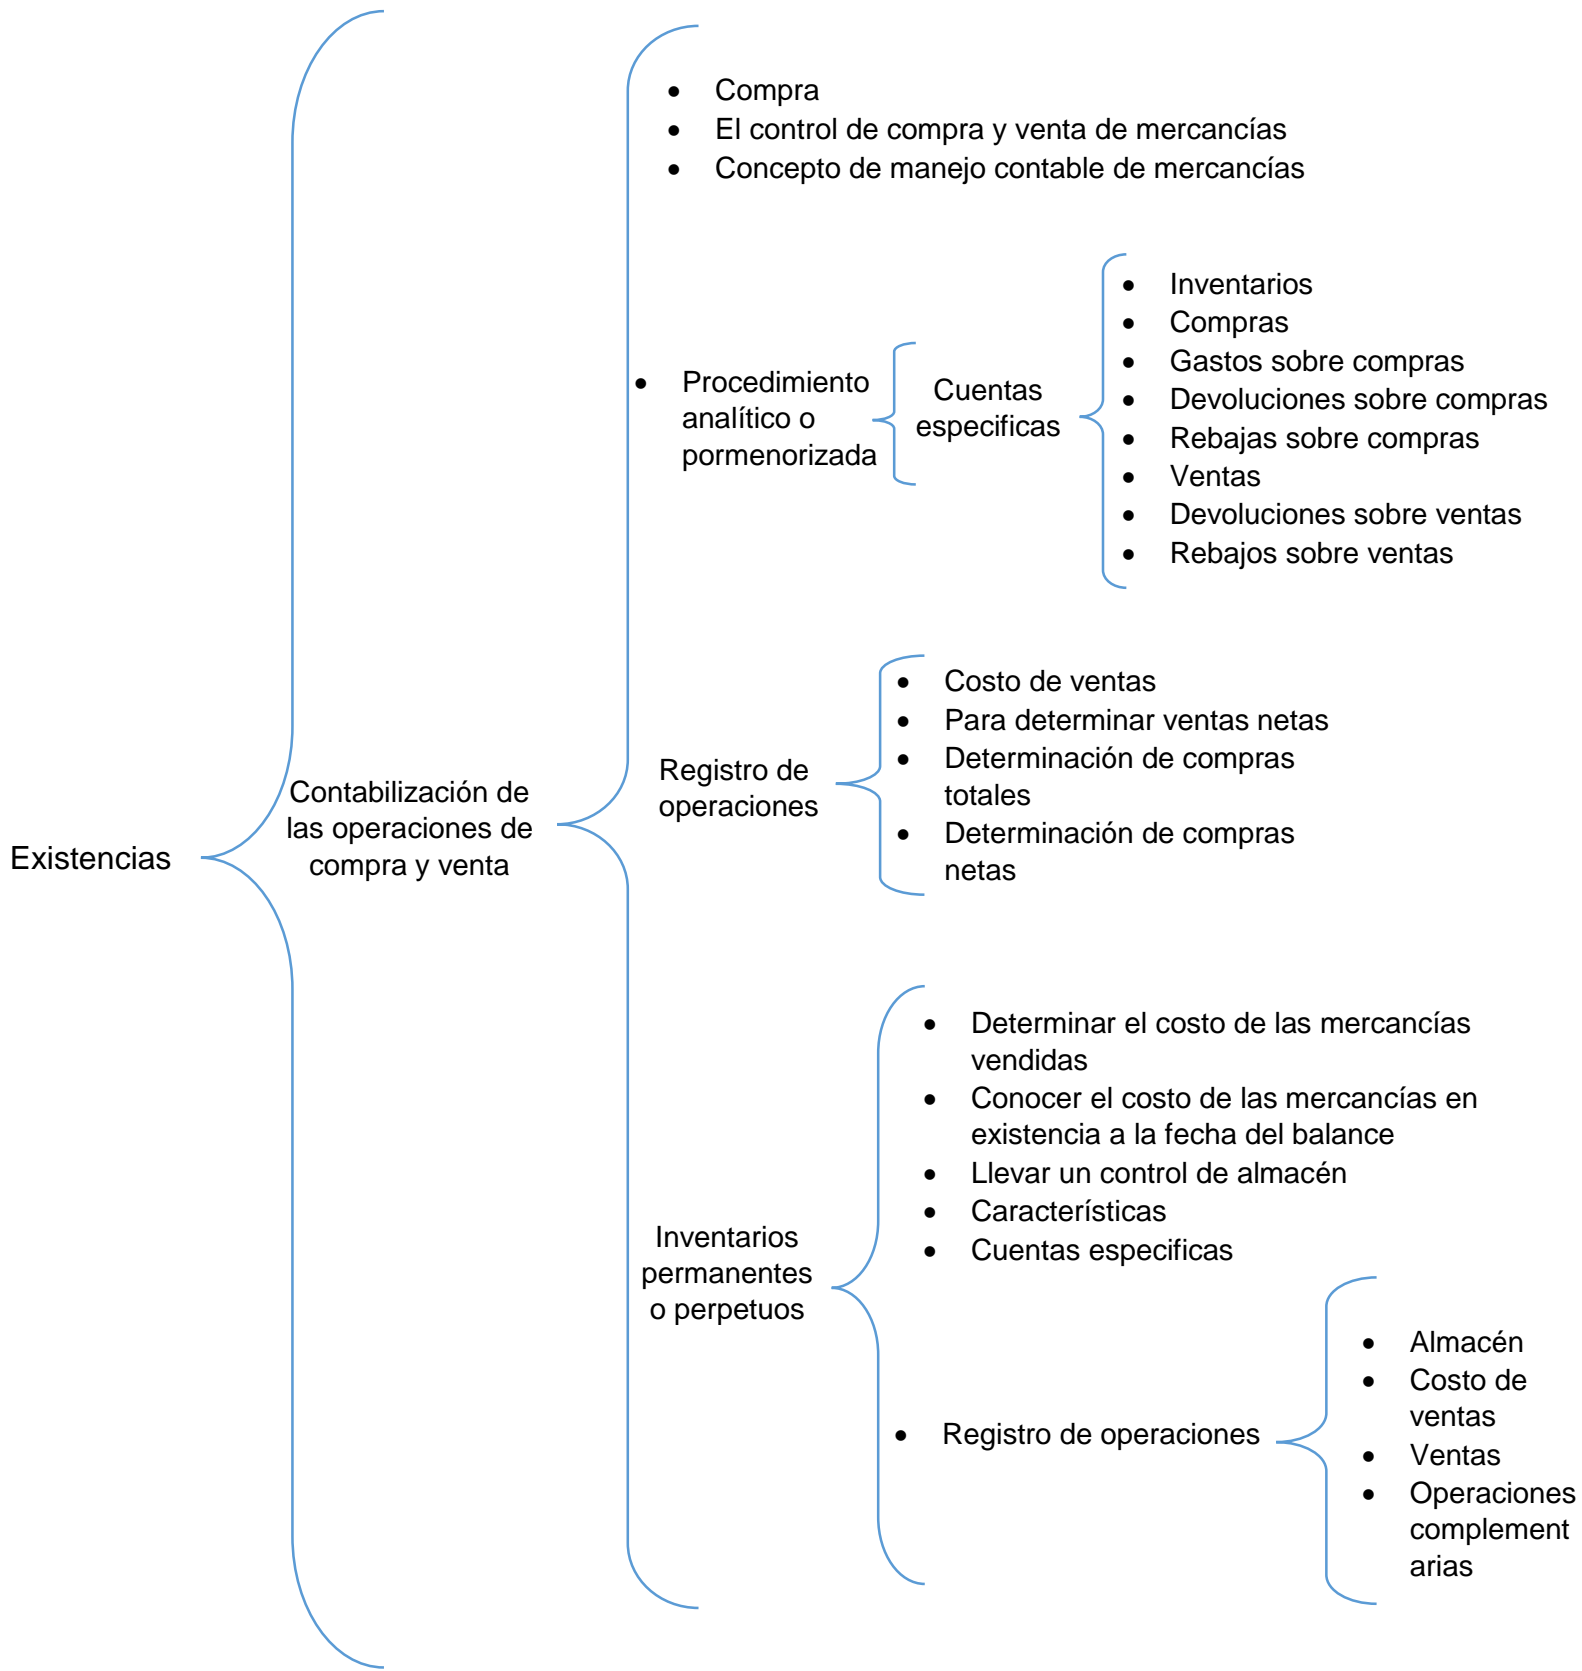 Existencias
Contabilización de
las operaciones de
compra y venta
• Compra
• El control de compra y venta de mercancías
• Concepto de manejo contable de mercancías
• Procedimiento
analítico o
pormenorizada
Cuentas
especificas
• Inventarios
• Compras
• Gastos sobre compras
• Devoluciones sobre compras
• Rebajas sobre compras
• Ventas
• Devoluciones sobre ventas
• Rebajos sobre ventas
Registro de
operaciones
• Costo de ventas
• Para determinar ventas netas
• Determinación de compras
totales
• Determinación de compras
netas
Inventarios
permanentes
o perpetuos
• Determinar el costo de las mercancías
vendidas
• Conocer el costo de las mercancías en
existencia a la fecha del balance
• Llevar un control de almacén
• Características
• Cuentas especificas
• Registro de operaciones
• Almacén
• Costo de
ventas
• Ventas
• Operaciones
complement
arias